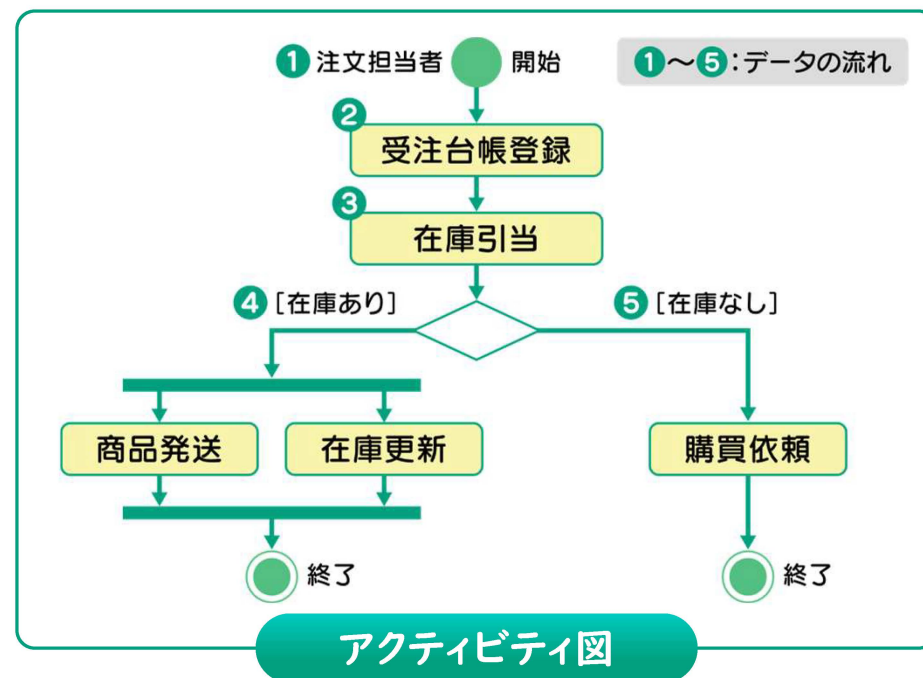 ❶注文担当者 開始
❶～❺:データの流れ
❷
受注台帳登録
❸
在庫引当
❹[在庫あり]
❺[在庫なし]
商品発送
在庫更新
購買依頼
終了
終了
アクティビティ図